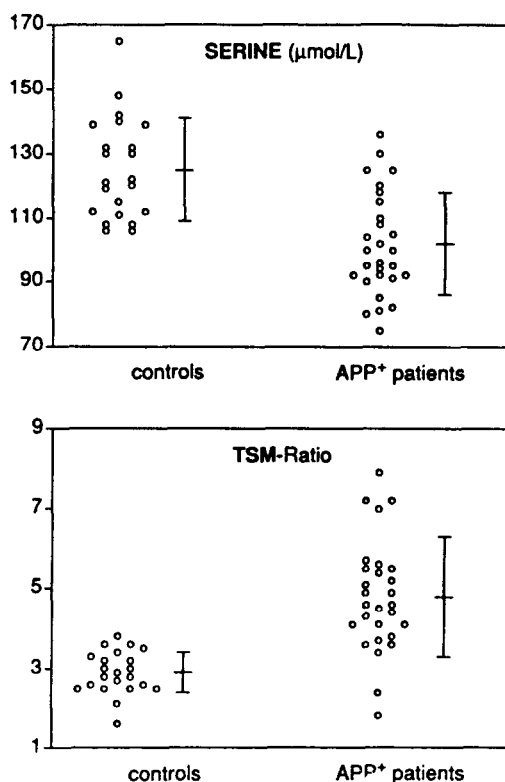 170
SERINE (µmol/L)
150
130
110
90
70
controls APP+ patients
9
TSM-Ratio
7
5
3
1
controls APP+ patients